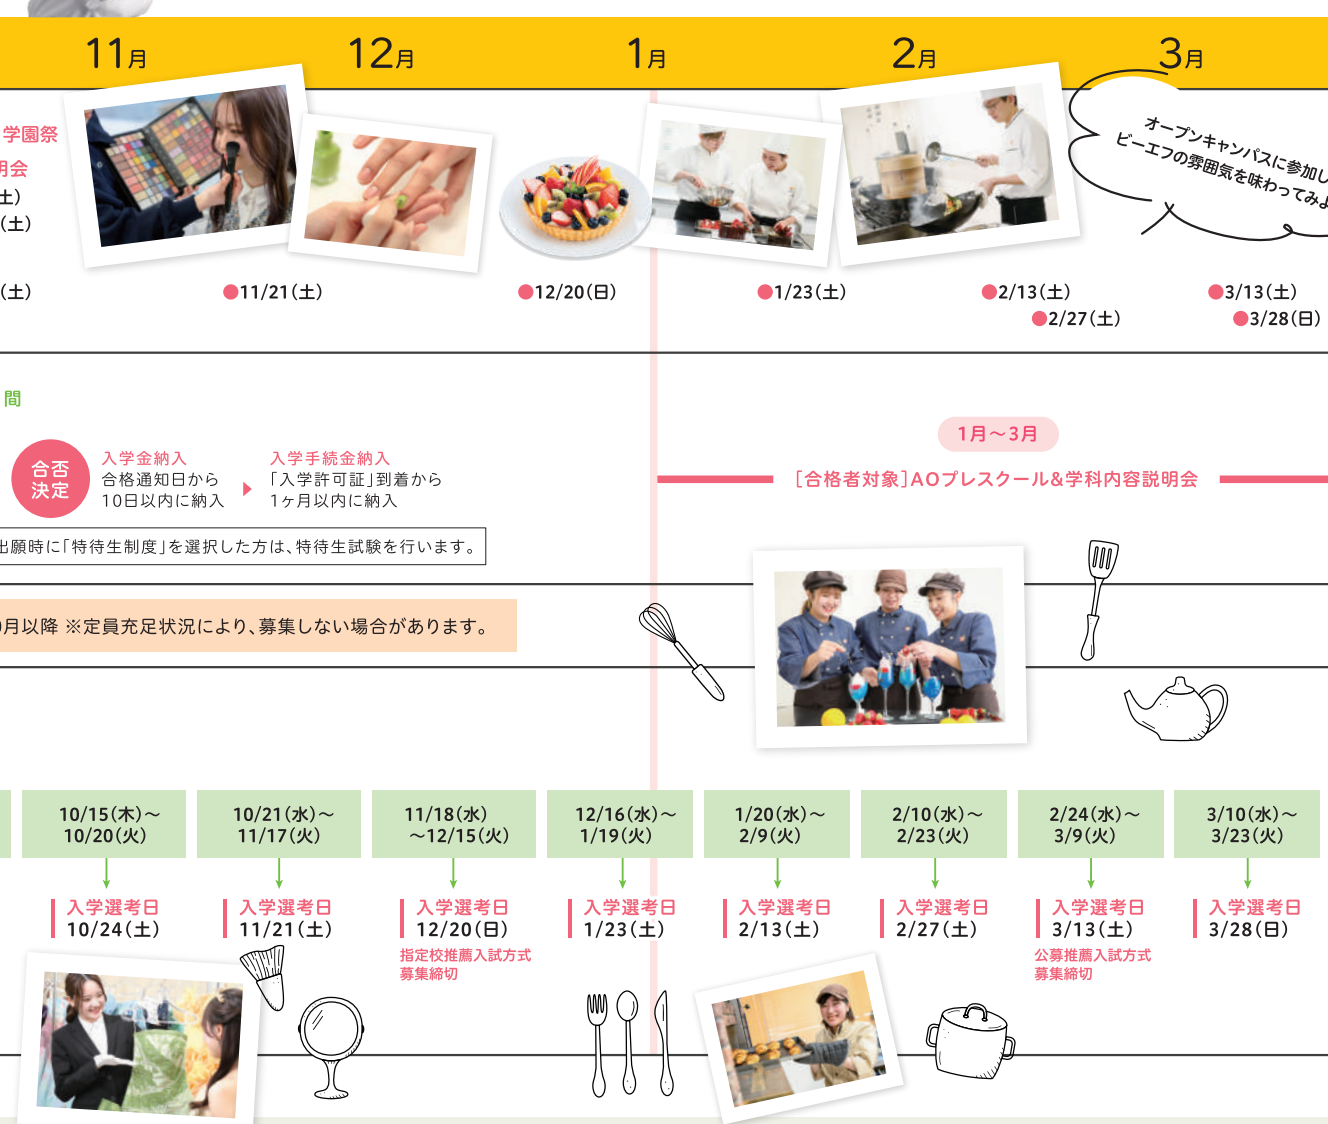 11月
12月
1月
2月
3月
学園祭
明会
土)
(土)
(土)
オープンキャンパスに参加し
ビーエフの雰囲気を味わってみよ
●11/21(土)
●12/20(日)
●1/23(土)
●2/13(土)
●2/27(土)
●3/13(土)
●3/28(日)
間
合否
決定
入学金納入
合格通知日から
10日以内に納入
▶
入学手続金納入
「入学許可証」到着から
1ヶ月以内に納入
出願時に「特待生制度」を選択した方は、特待生試験を行います。
1月～3月
[合格者対象]AOプレスクール&学科内容説明会
月以降 ※定員充足状況により、募集しない場合があります。
10/15(木)～
10/20(火)
10/21(水)～
11/17(火)
11/18(水)
～12/15(火)
12/16(水)～
1/19(火)
1/20(水)～
2/9(火)
2/10(水)～
2/23(火)
2/24(水)～
3/9(火)
3/10(水)～
3/23(火)
入学選考日
10/24(土)
入学選考日
11/21(土)
入学選考日
12/20(日)
指定校推薦入試方式
募集締切
入学選考日
1/23(土)
入学選考日
2/13(土)
入学選考日
2/27(土)
入学選考日
3/13(土)
公募推薦入試方式
募集締切
入学選考日
3/28(日)